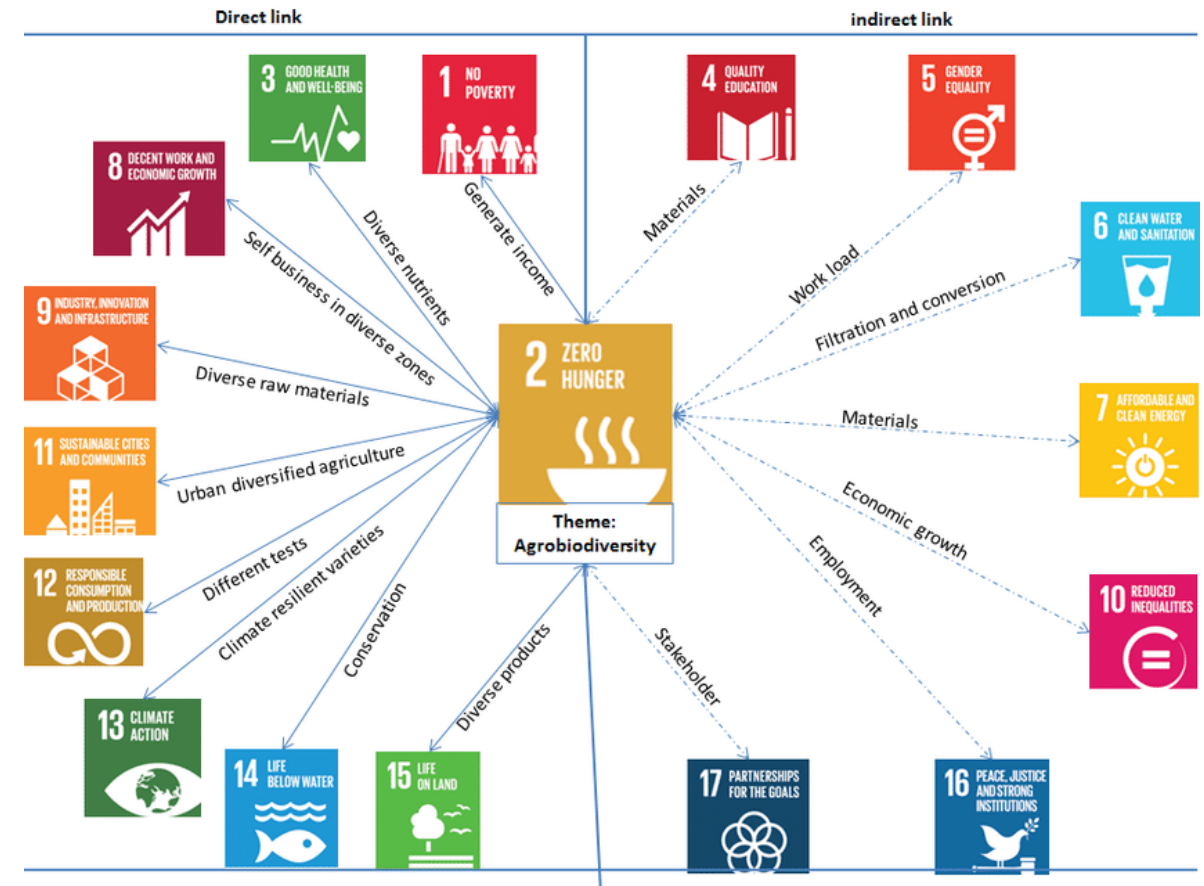 Direct link
indirect link
3 GOOD HEALTH
AND WELL-BEING
1 NO
POVERTY
4 QUALITY
EDUCATION
5 GENDER
EQUALITY
8 DECENT WORK AND
ECONOMIC GROWTH
6 CLEAN WATER
AND SANITATION
9 INDUSTRY, INNOVATION
AND INFRASTRUCTURE
7 AFFORDABLE AND
CLEAN ENERGY
11 SUSTAINABLE CITIES
AND COMMUNITIES
12 RESPONSIBLE
CONSUMPTION
AND PRODUCTION
10 REDUCED
INEQUALITIES
13 CLIMATE
ACTION
14 LIFE
BELOW WATER
15 LIFE
ON LAND
17 PARTNERSHIPS
FOR THE GOALS
16 PEACE, JUSTICE
AND STRONG
INSTITUTIONS
2 ZERO
HUNGER
Theme:
Agrobiodiversity
Generate income
Diverse nutrients
Self business in diverse zones
Diverse raw materials
Urban diversified agriculture
Different tests
Climate resilient varieties
Conservation
Diverse products
Materials
Work load
Filtration and conversion
Materials
Economic growth
Employment
Stakeholder